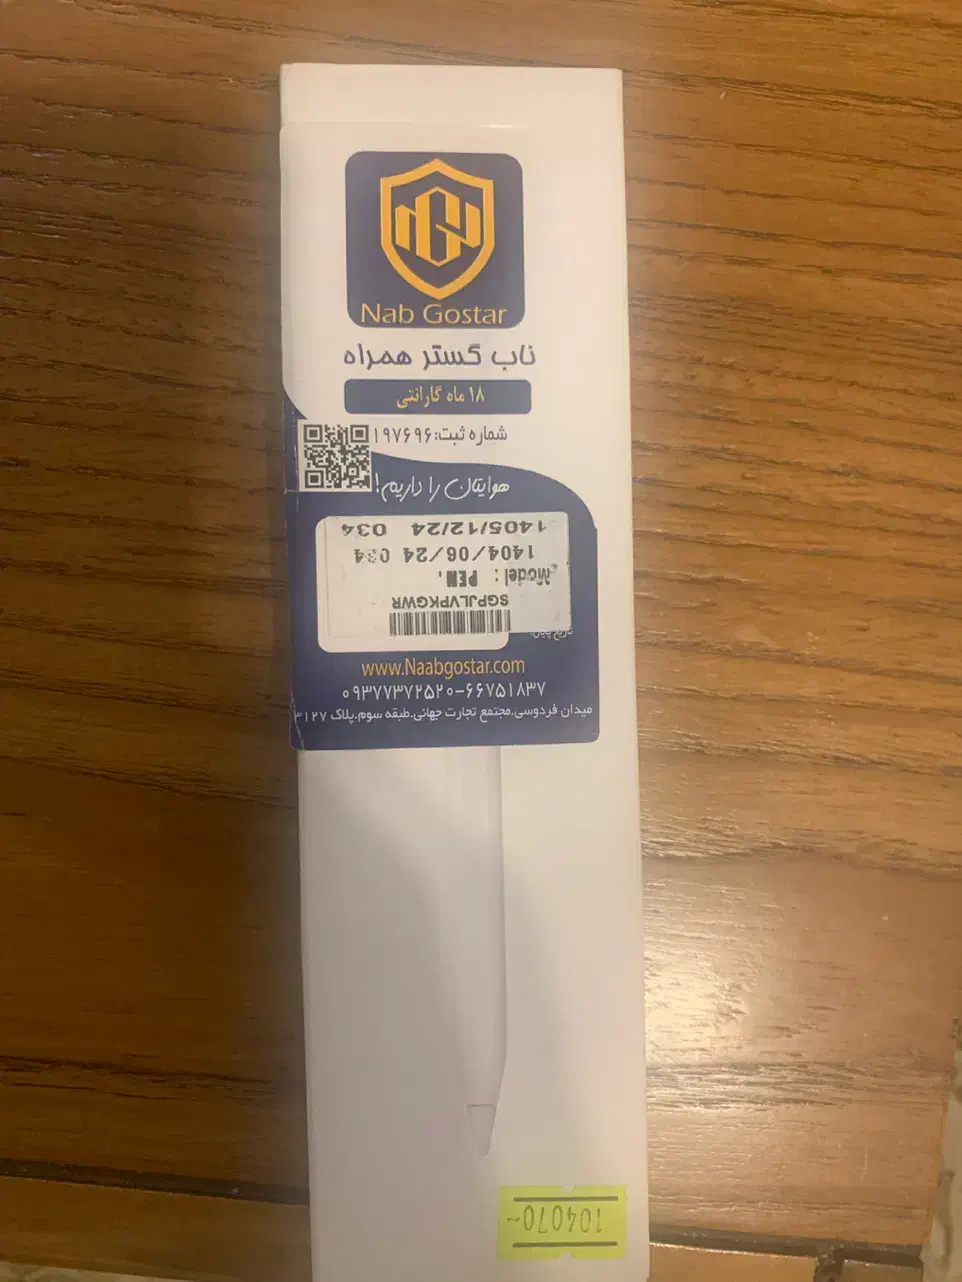 Nab Gostar
ناب گستر همراه
۱۸ ماه گارانتی
شماره ثبت:۱۹۷۶۹۶
هوایتان را داریم!
SGPJLVPKGWR
Model: PEN.
1404/06/24 034
1405/12/24 034
www.Naabgostar.com
۰۹۳۷۷۳۷۲۵۲۰-۶۶۷۵۱۸۳۷
میدان فردوسی.مجتمع تجارت جهانی.طبقه سوم.پلاک ۳۱۲۷
104070~